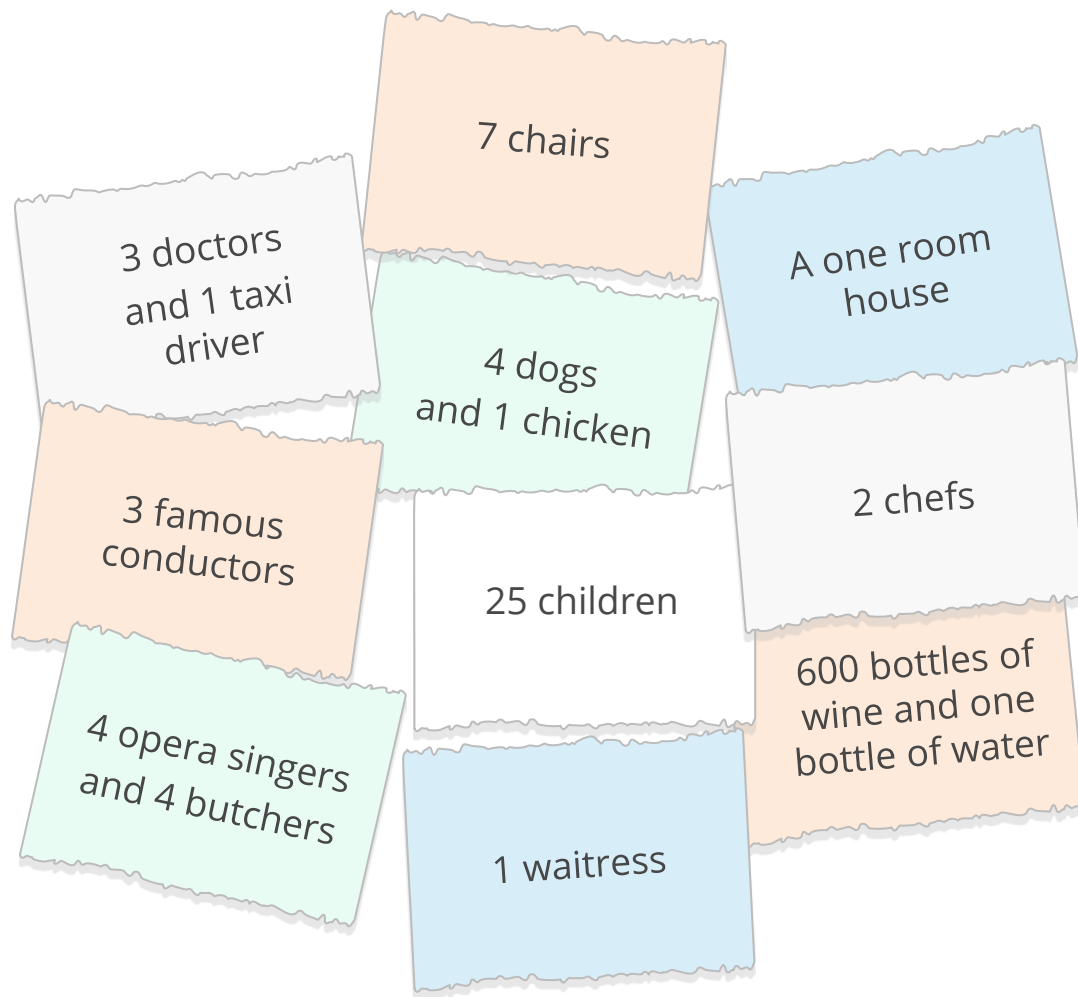 7 chairs
3 doctors
and 1 taxi
driver
A one room
house
4 dogs
and 1 chicken
3 famous
conductors
2 chefs
25 children
600 bottles of
wine and one
bottle of water
4 opera singers
and 4 butchers
1 waitress